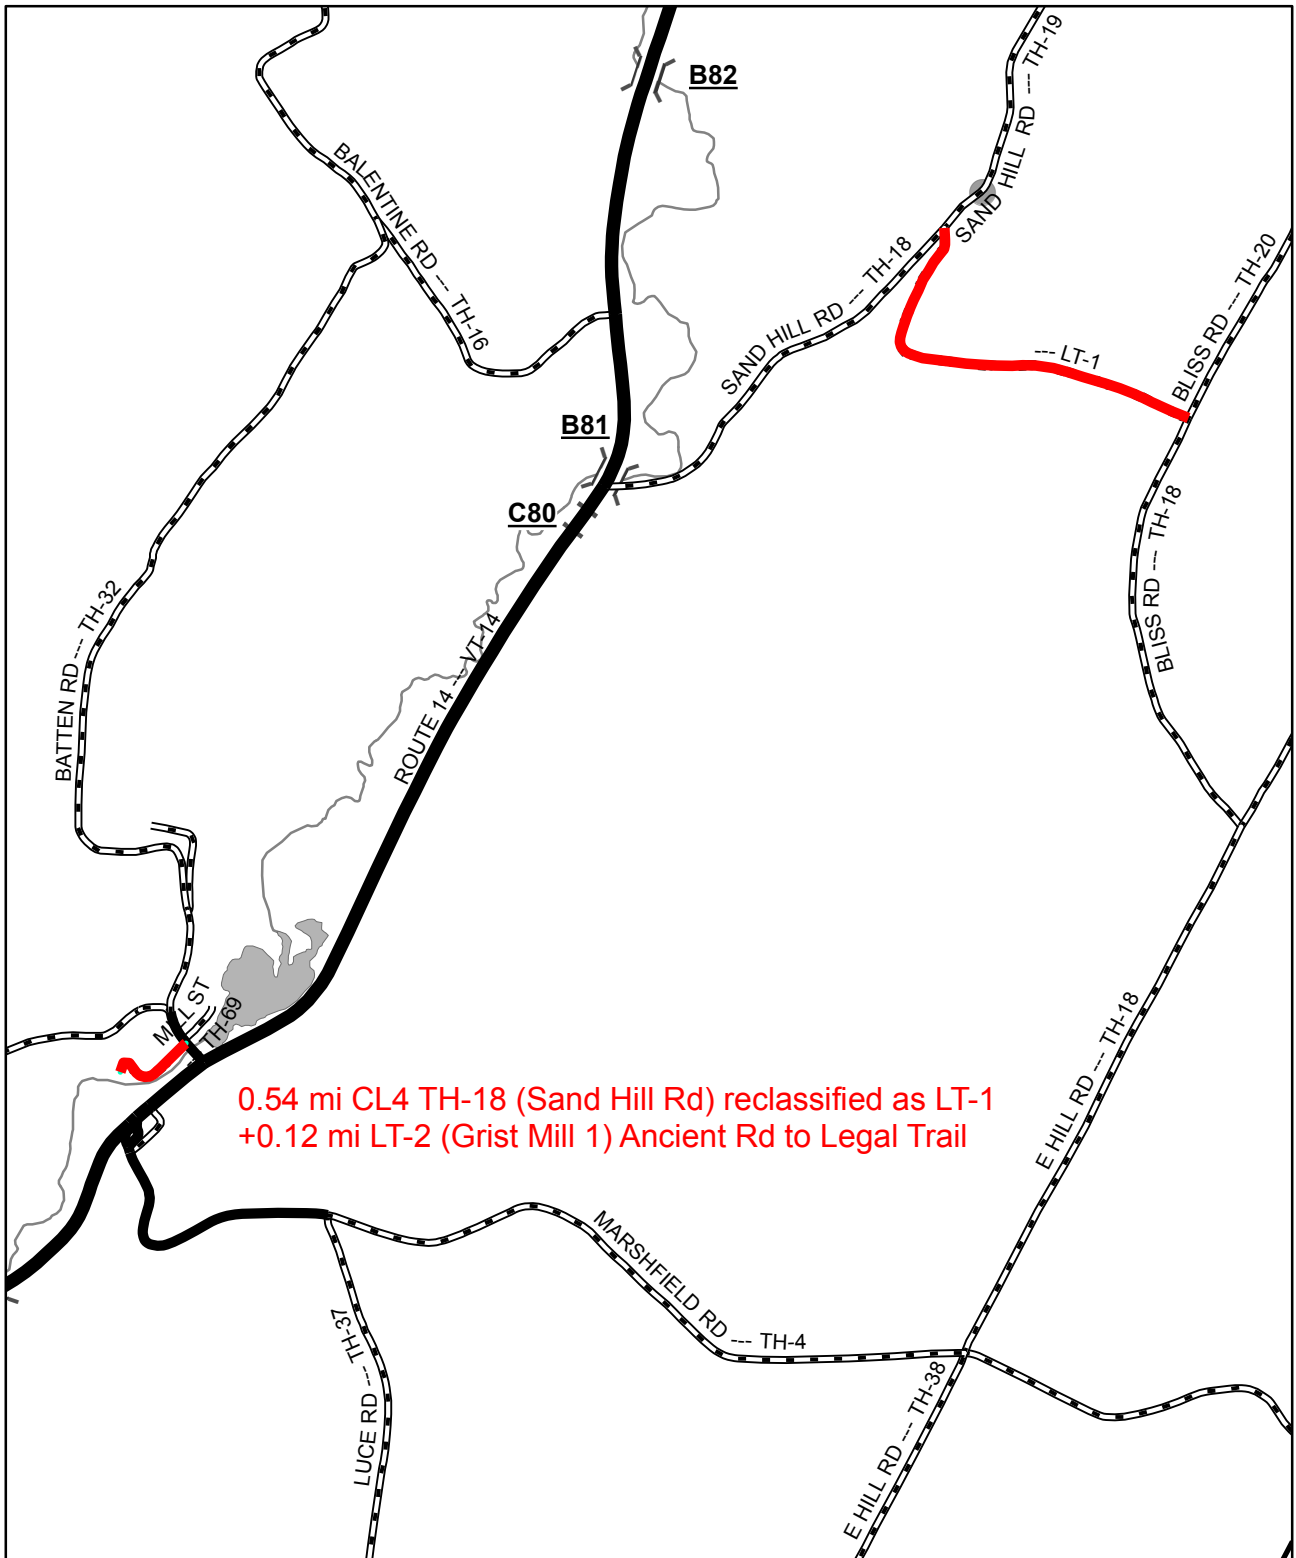 B82
SAND HILL RD --- TH-19
BALENTINE RD --- TH-16
SAND HILL RD --- TH-18
BLISS RD --- TH-20
--- LT-1
B81
C80
BLISS RD --- TH-18
BATTEN RD --- TH-32
ROUTE 14 --- VT-14
MILL ST
TH-69
E HILL RD --- TH-18
0.54 mi CL4 TH-18 (Sand Hill Rd) reclassified as LT-1
+0.12 mi LT-2 (Grist Mill 1) Ancient Rd to Legal Trail
MARSHFIELD RD --- TH-4
LUCE RD --- TH-37
E HILL RD --- TH-38